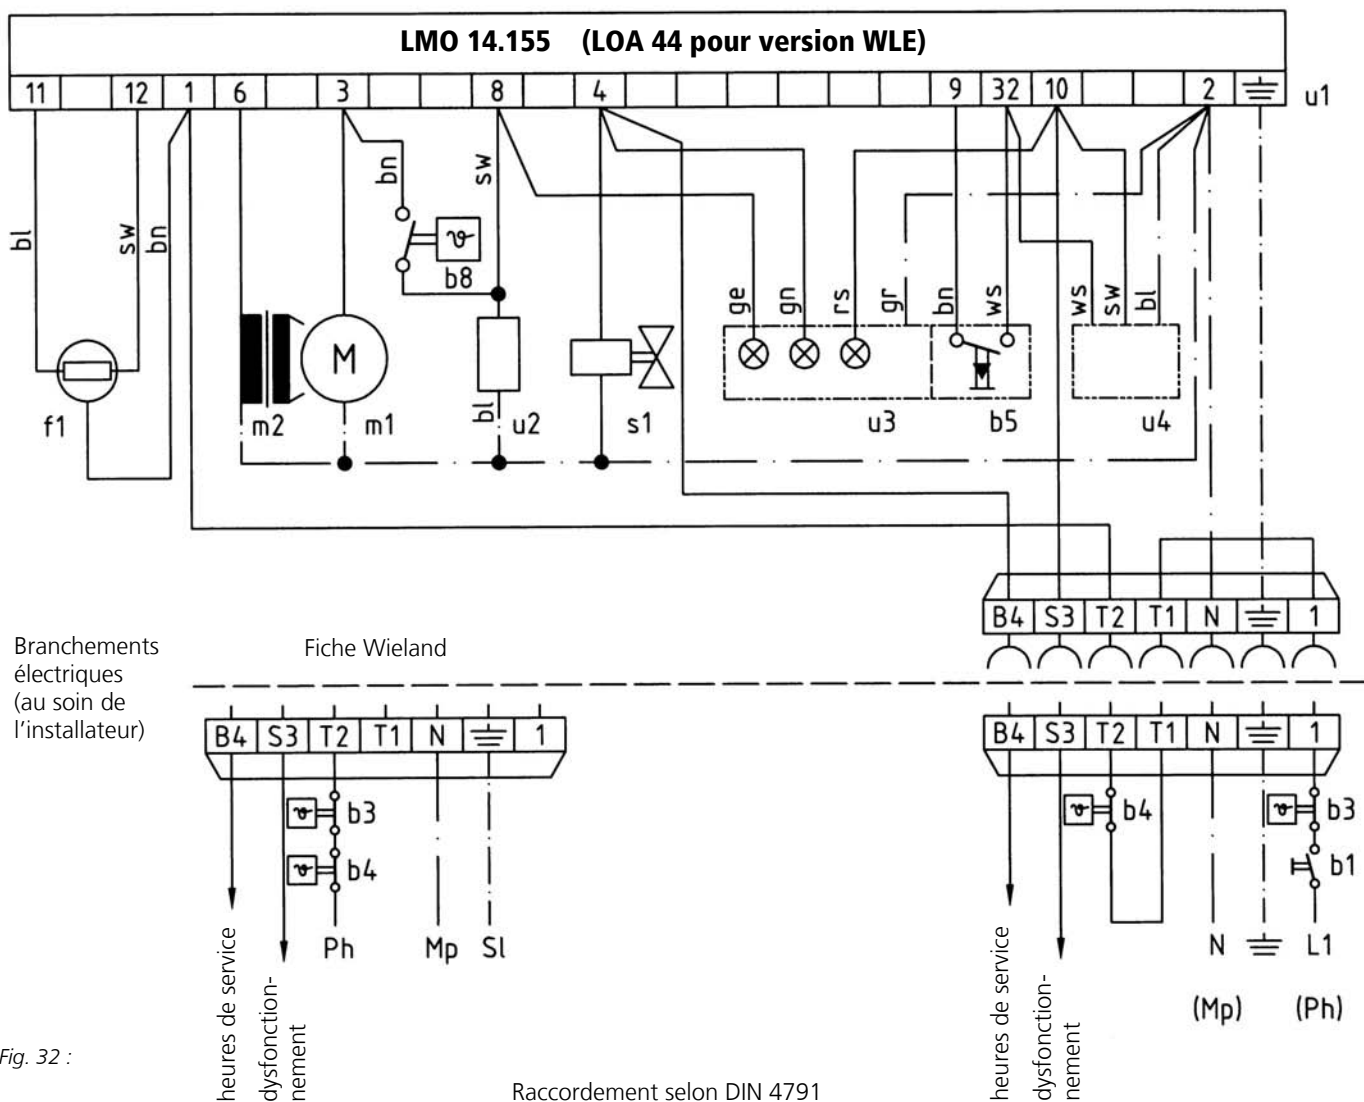 LMO 14.155 (LOA 44 pour version WLE)
11 12 1 6 3 8 4 9 32 10 2 u1
bl sw bn bn sw ge gn rs gr bn ws ws sw bl
ϑ
b8
M
f1 m2 m1 bl u2 s1 u3 b5 u4
B4 S3 T2 T1 N 1
Branchements
électriques
(au soin de
l'installateur)
Fiche Wieland
B4 S3 T2 T1 N 1
ϑ b3
ϑ b4
Ph Mp Sl
heures de service
dysfonction-
nement
B4 S3 T2 T1 N 1
ϑ b4
ϑ b3
b1
N L1
(Mp) (Ph)
heures de service
dysfonction-
nement
Fig. 32 :
Raccordement selon DIN 4791